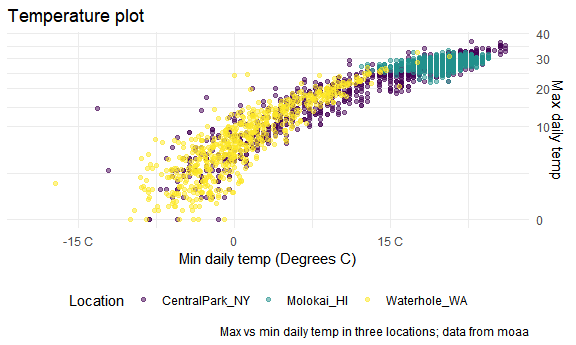 Temperature plot
40
30
20
10
0
Max daily temp
-15 C
0
15 C
Min daily temp (Degrees C)
Location
CentralPark_NY
Molokai_HI
Waterhole_WA
Max vs min daily temp in three locations; data from moaa